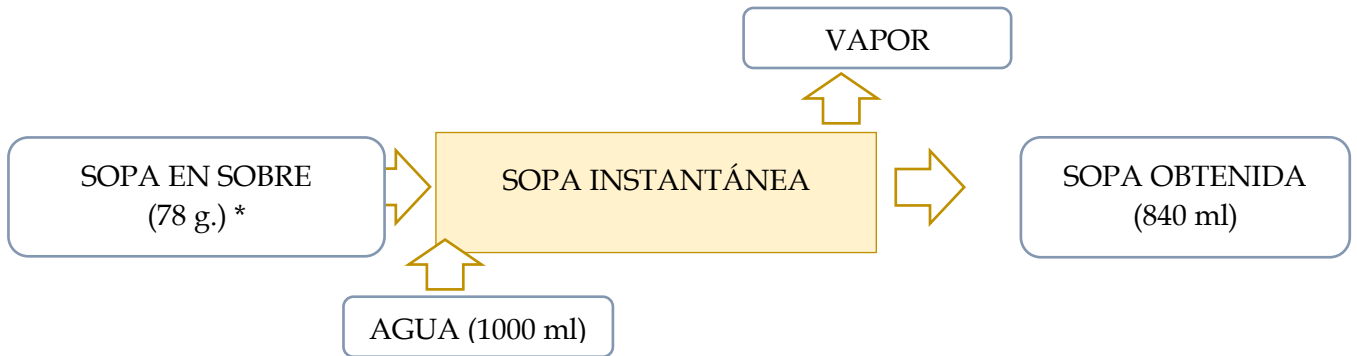 VAPOR
SOPA EN SOBRE
(78 g.) *
SOPA INSTANTÁNEA
SOPA OBTENIDA
(840 ml)
AGUA (1000 ml)